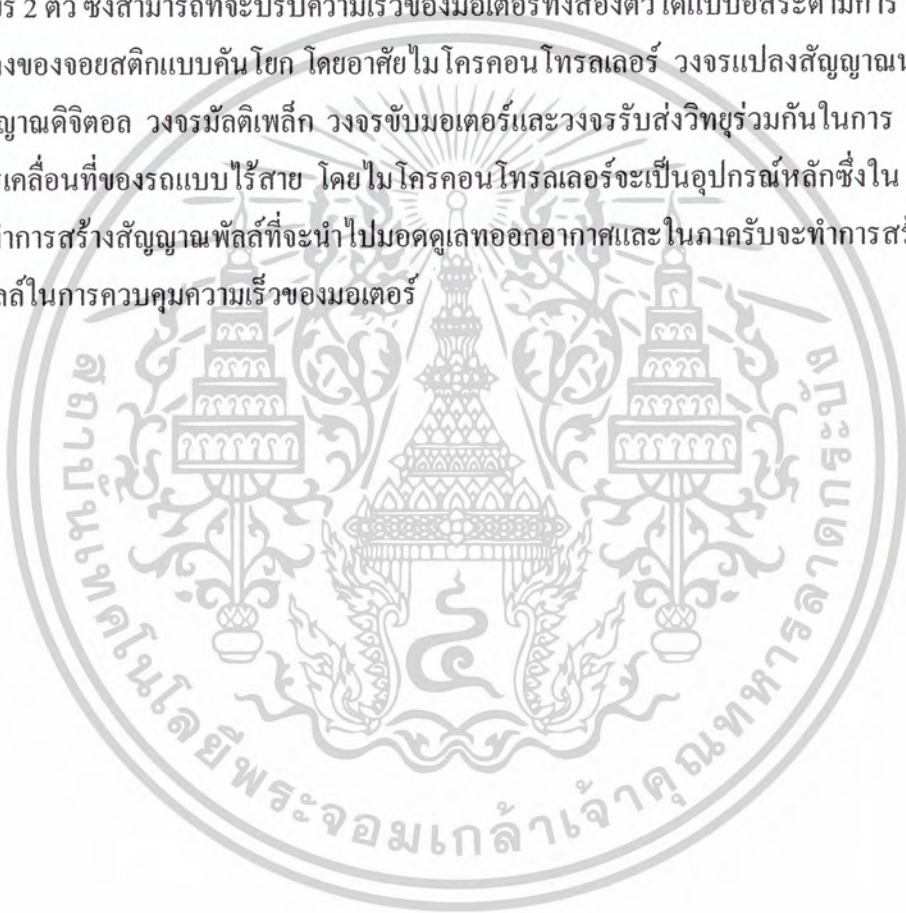 2 ตัว ซึ่งสามารถที่จะปรับความเร็วของมอเตอร์ทั้งสองตัวได้แบบอิสระตามการ
ของจอยสติกแบบคันโยก โดยอาศัยไมโครคอนโทรลเลอร์ วงจรแปลงสัญญาณ
ญาณดิจิตอล วงจรมัลติเพล็ก วงจรขับมอเตอร์และวงจรรับส่งวิทยุร่วมกันในการ
เคลื่อนที่ของรถแบบไร้สาย โดยไมโครคอนโทรลเลอร์จะเป็นอุปกรณ์หลักซึ่งใน
ทำการสร้างสัญญาณพัลล์ที่จะนำไปมอดดูเลทออกอากาศและในภาครับจะทำการ
ลล์ในการควบคุมความเร็วของมอเตอร์
สถาบันเทคโนโลยีพระจอมเกล้าเจ้าคุณทหารลาดกระบัง